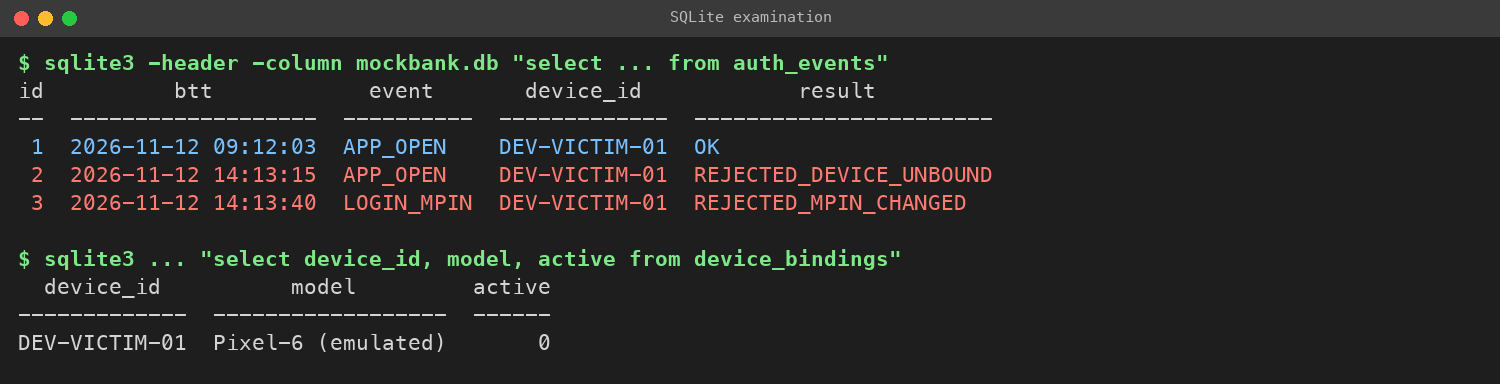 SQLite examination
$ sqlite3 -header -column mockbank.db "select ... from auth_events"
id          btt            event       device_id            result
--  -------------------  ----------  -------------  -----------------------
 1  2026-11-12 09:12:03  APP_OPEN    DEV-VICTIM-01  OK
 2  2026-11-12 14:13:15  APP_OPEN    DEV-VICTIM-01  REJECTED_DEVICE_UNBOUND
 3  2026-11-12 14:13:40  LOGIN_MPIN  DEV-VICTIM-01  REJECTED_MPIN_CHANGED
$ sqlite3 ... "select device_id, model, active from device_bindings"
  device_id          model         active
-------------  ------------------  ------
DEV-VICTIM-01  Pixel-6 (emulated)       0